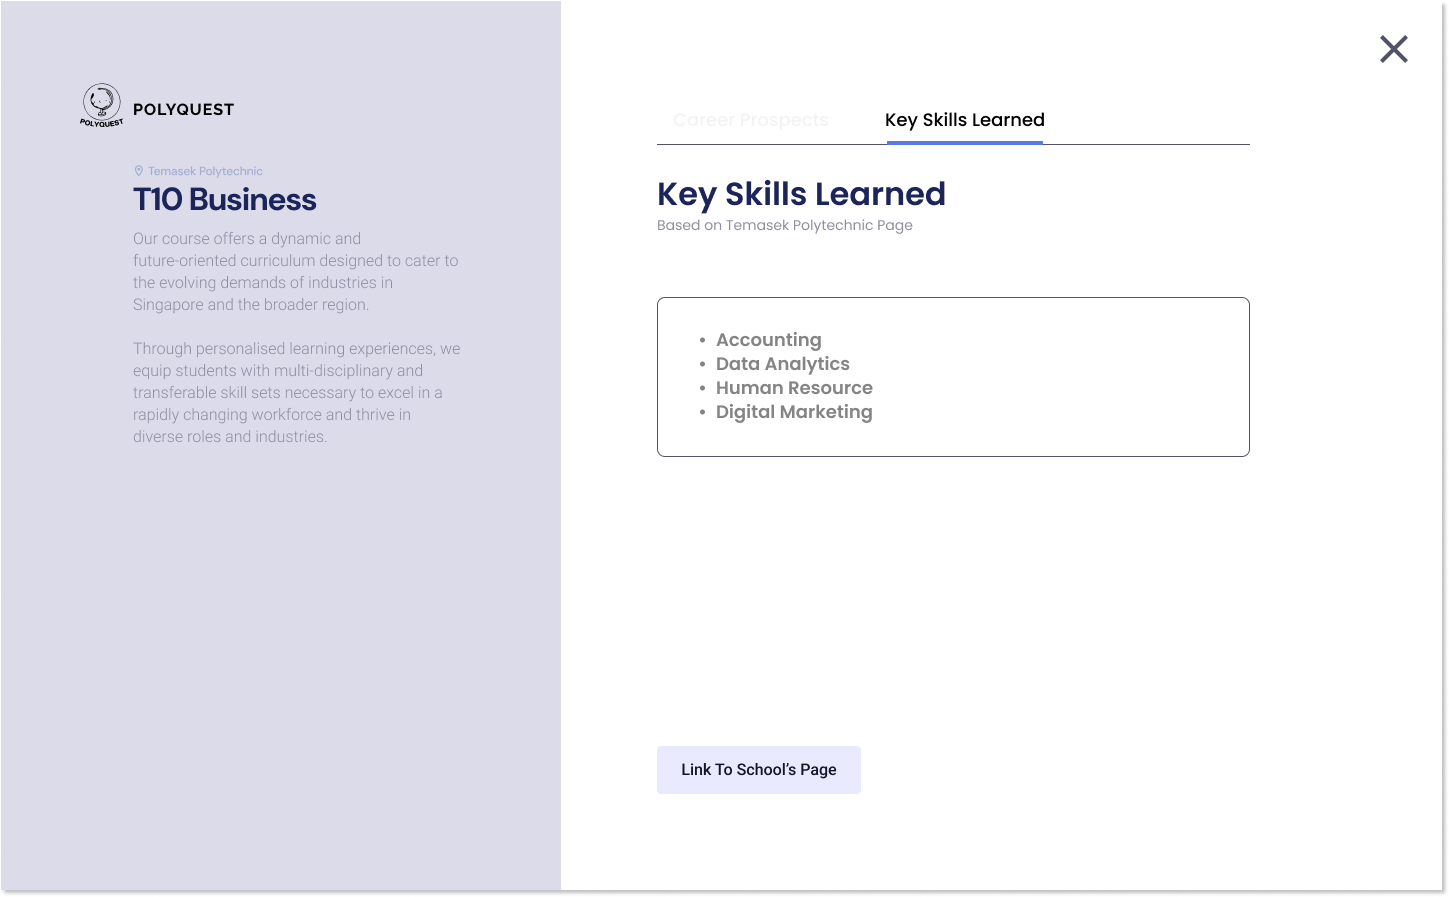 POLYQUEST
POLYQUEST
Temasek Polytechnic
T10 Business
Our course offers a dynamic and
future-oriented curriculum designed to cater to
the evolving demands of industries in
Singapore and the broader region.
Through personalised learning experiences, we
equip students with multi-disciplinary and
transferable skill sets necessary to excel in a
rapidly changing workforce and thrive in
diverse roles and industries.
Career Prospects
Key Skills Learned
Key Skills Learned
Based on Temasek Polytechnic Page
• Accounting
• Data Analytics
• Human Resource
• Digital Marketing
Link To School’s Page